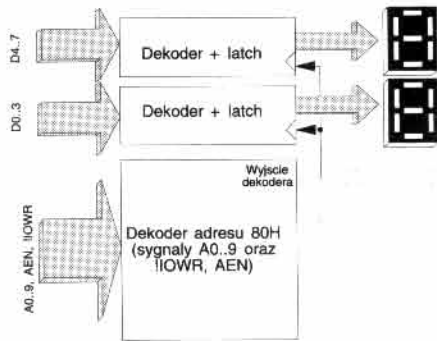 D4..7
Dekoder + latch
D0..3
Dekoder + latch
Wyjscie
dekodera
A0..9, AEN, !IOWR
Dekoder adresu 80H
(sygnaly A0..9 oraz
!IOWR, AEN)